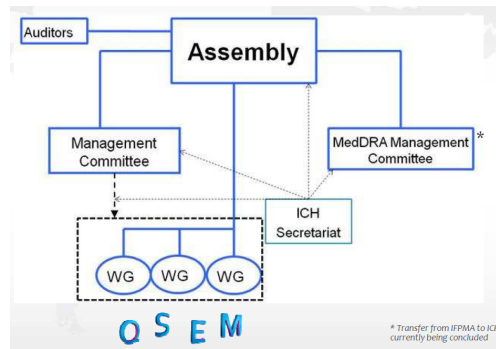 Auditors
Assembly
Management
Committee
MedDRA Management
Committee
*
ICH
Secretariat
WG WG WG
Q S E M
* Transfer from IFPMA to ICH
currently being concluded